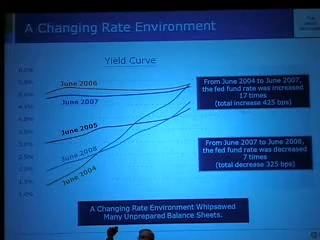 A Changing Rate Environment
Yield Curve
June 2006
June 2007
June 2005
June 2008
June 2004
From June 2004 to June 2007,
the fed fund rate was increased
17 times
(total increase 425 bps)
From June 2007 to June 2008,
the fed fund rate was decreased
7 times
(total decrease 325 bps)
A Changing Rate Environment Whipsawed
Many Unprepared Balance Sheets.